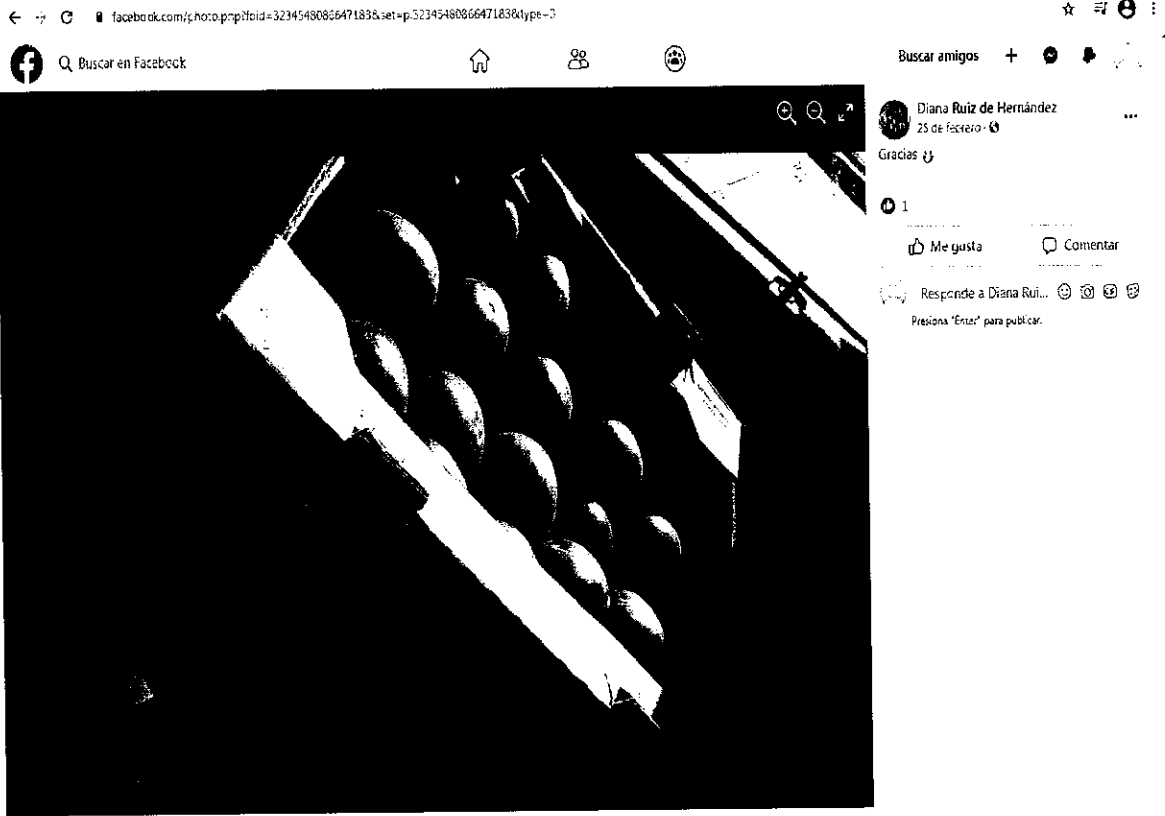 facebook.com/photo.php?fbid=3234548086647183&set=p.3234548086647183&type=3
Buscar en Facebook
Buscar amigos
Diana Ruiz de Hernández
25 de febrero ·
Gracias
1
Me gusta
Comentar
Responde a Diana Rui...
Presiona "Enter" para publicar.